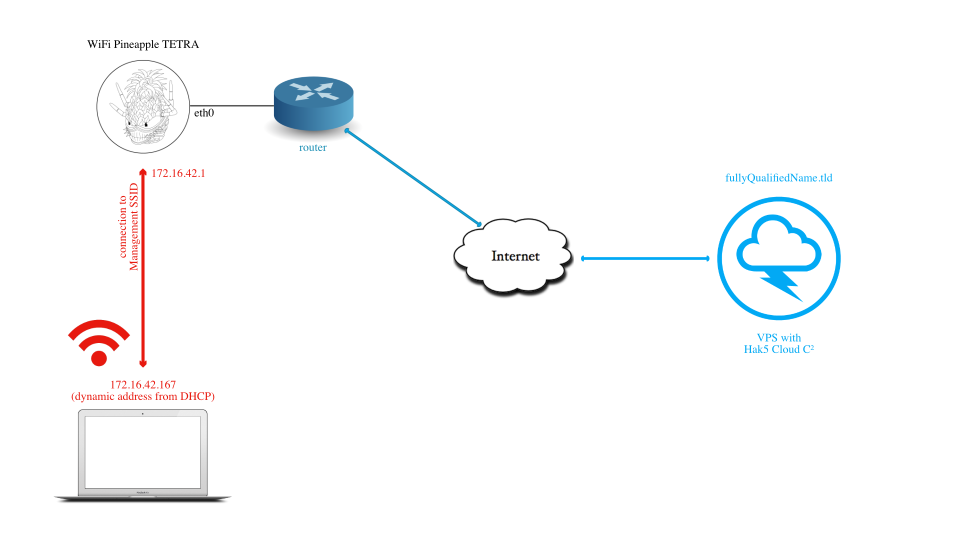 WiFi Pineapple TETRA
eth0
router
172.16.42.1
connection to
Management SSID
fullyQualifiedName.tld
Internet
VPS with
Hak5 Cloud C²
172.16.42.167
(dynamic address from DHCP)